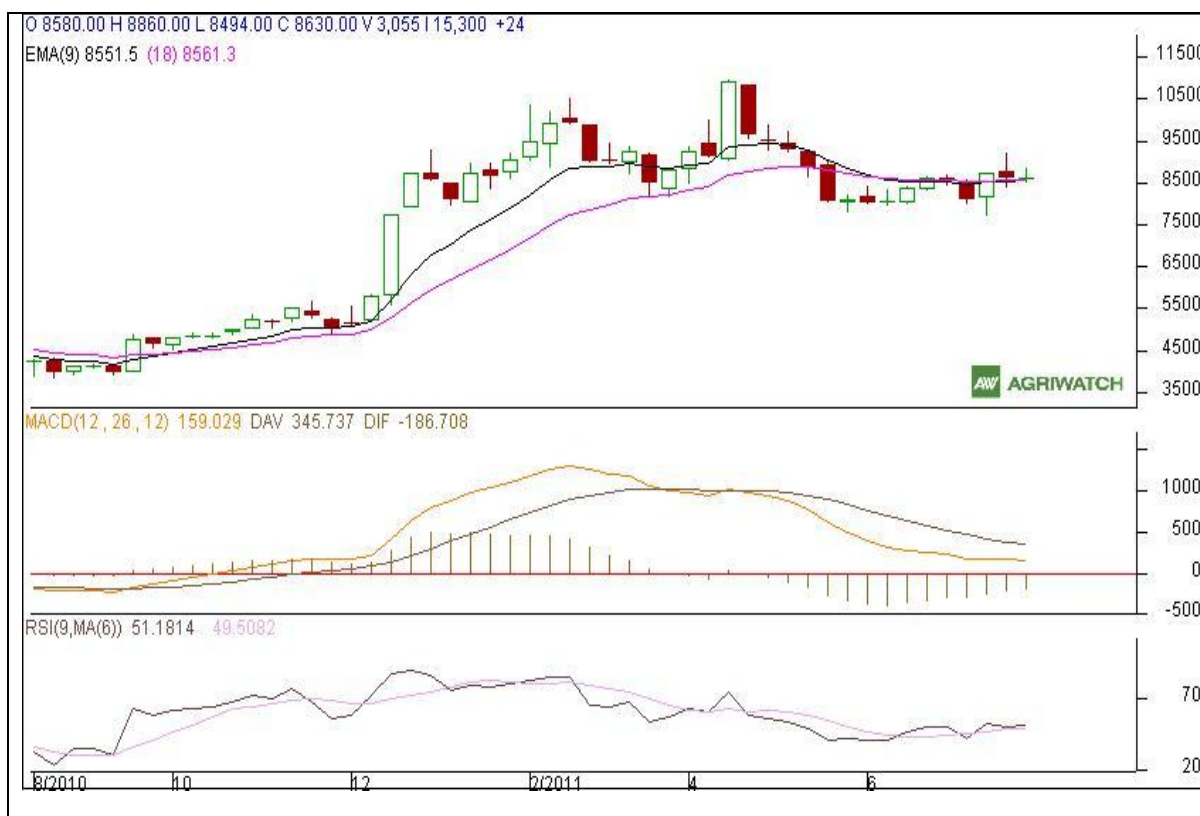 O 8580.00 H 8860.00 L 8494.00 C 8630.00 V 3,055 I 15,300 +24
EMA(9) 8551.5 (18) 8561.3
11500
10500
9500
8500
7500
6500
5500
4500
3500
AW AGRIWATCH
MACD(12 , 26 , 12) 159.029 DAV 345.737 DIF -186.708
1000
500
0
-500
RSI(9,MA(6)) 51.1814 49.5082
70
20
8/2010 10 12 2/2011 4 6